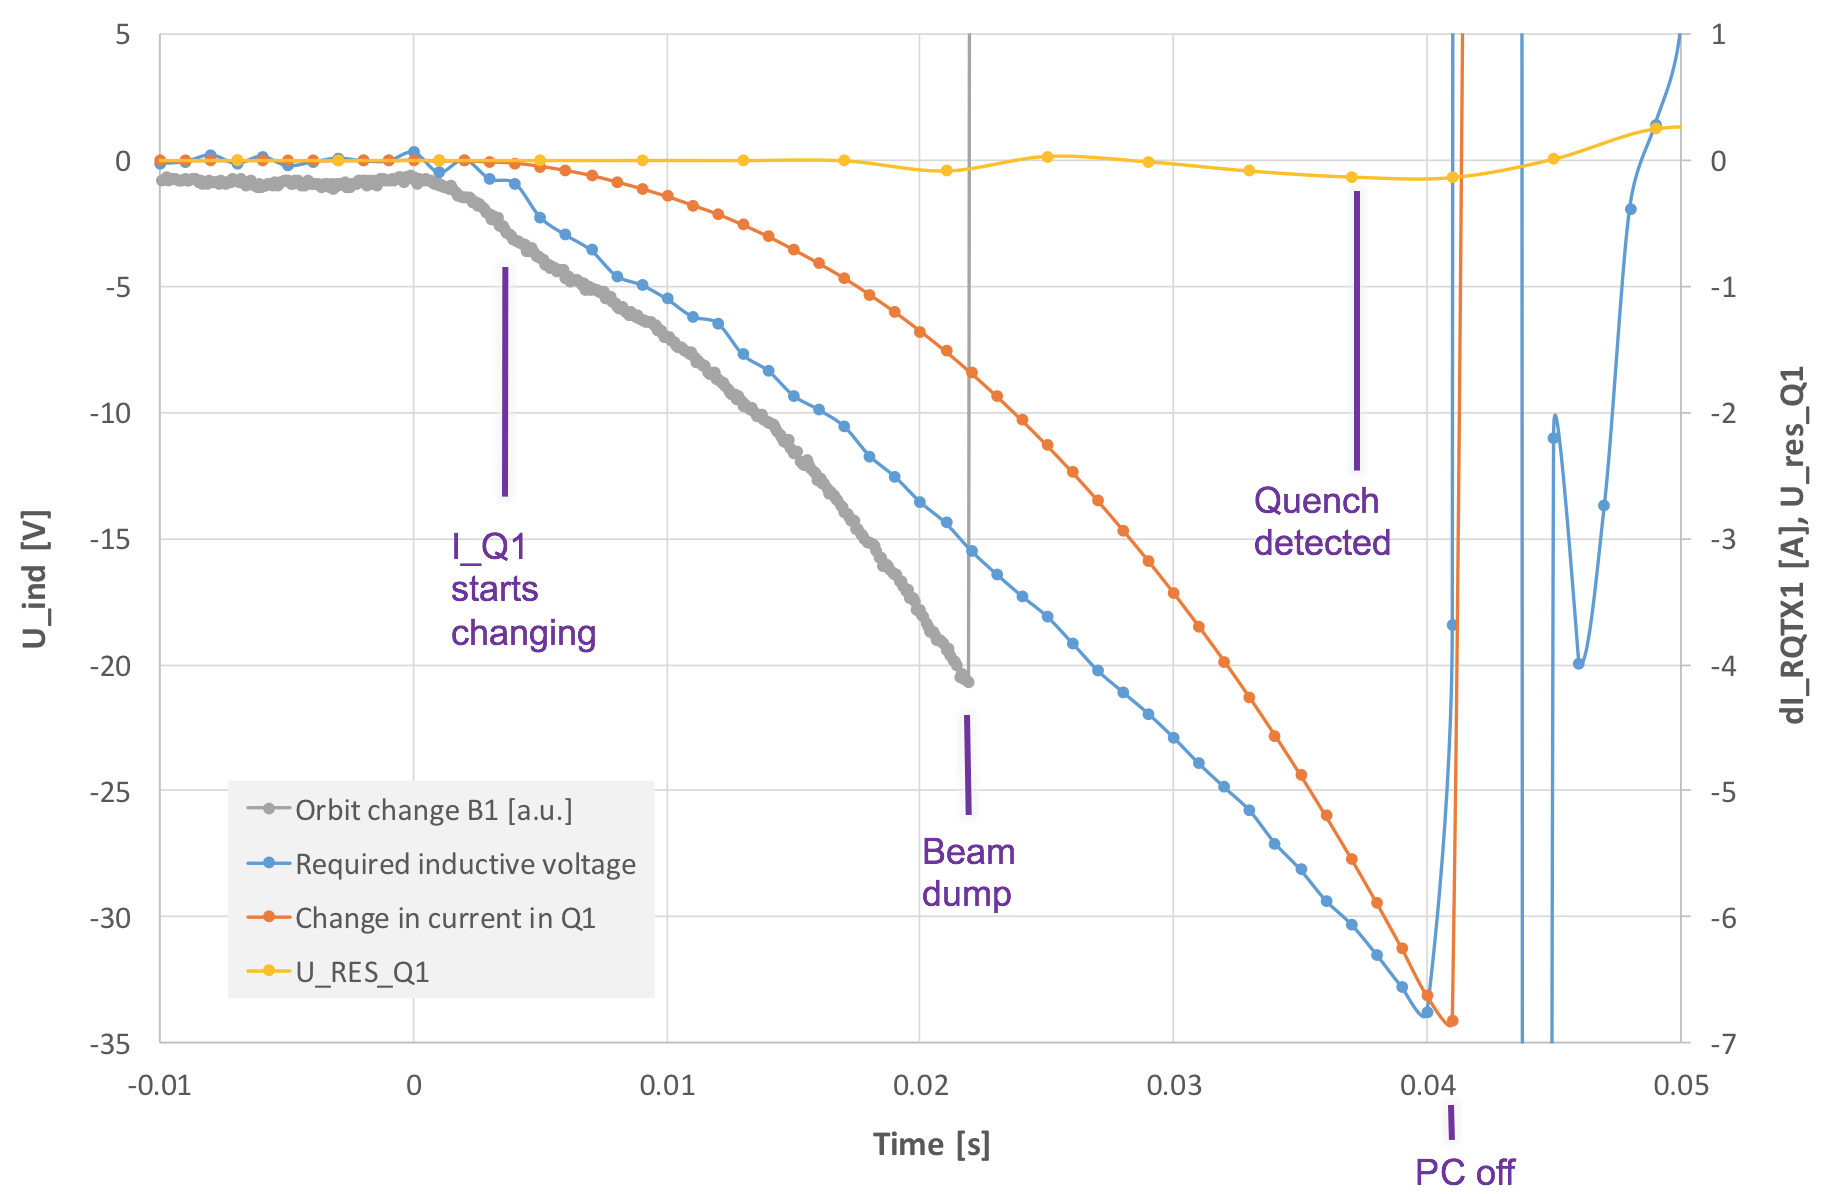 5
0
-5
-10
-15
-20
-25
-30
-35
U_ind [V]
1
0
-1
-2
-3
-4
-5
-6
-7
dI_RQTX1 [A], U_res_Q1
I_Q1
starts
changing
Quench
detected
Beam
dump
Orbit change B1 [a.u.]
Required inductive voltage
Change in current in Q1
U_RES_Q1
-0.01
0
0.01
0.02
0.03
0.04
0.05
Time [s]
PC off